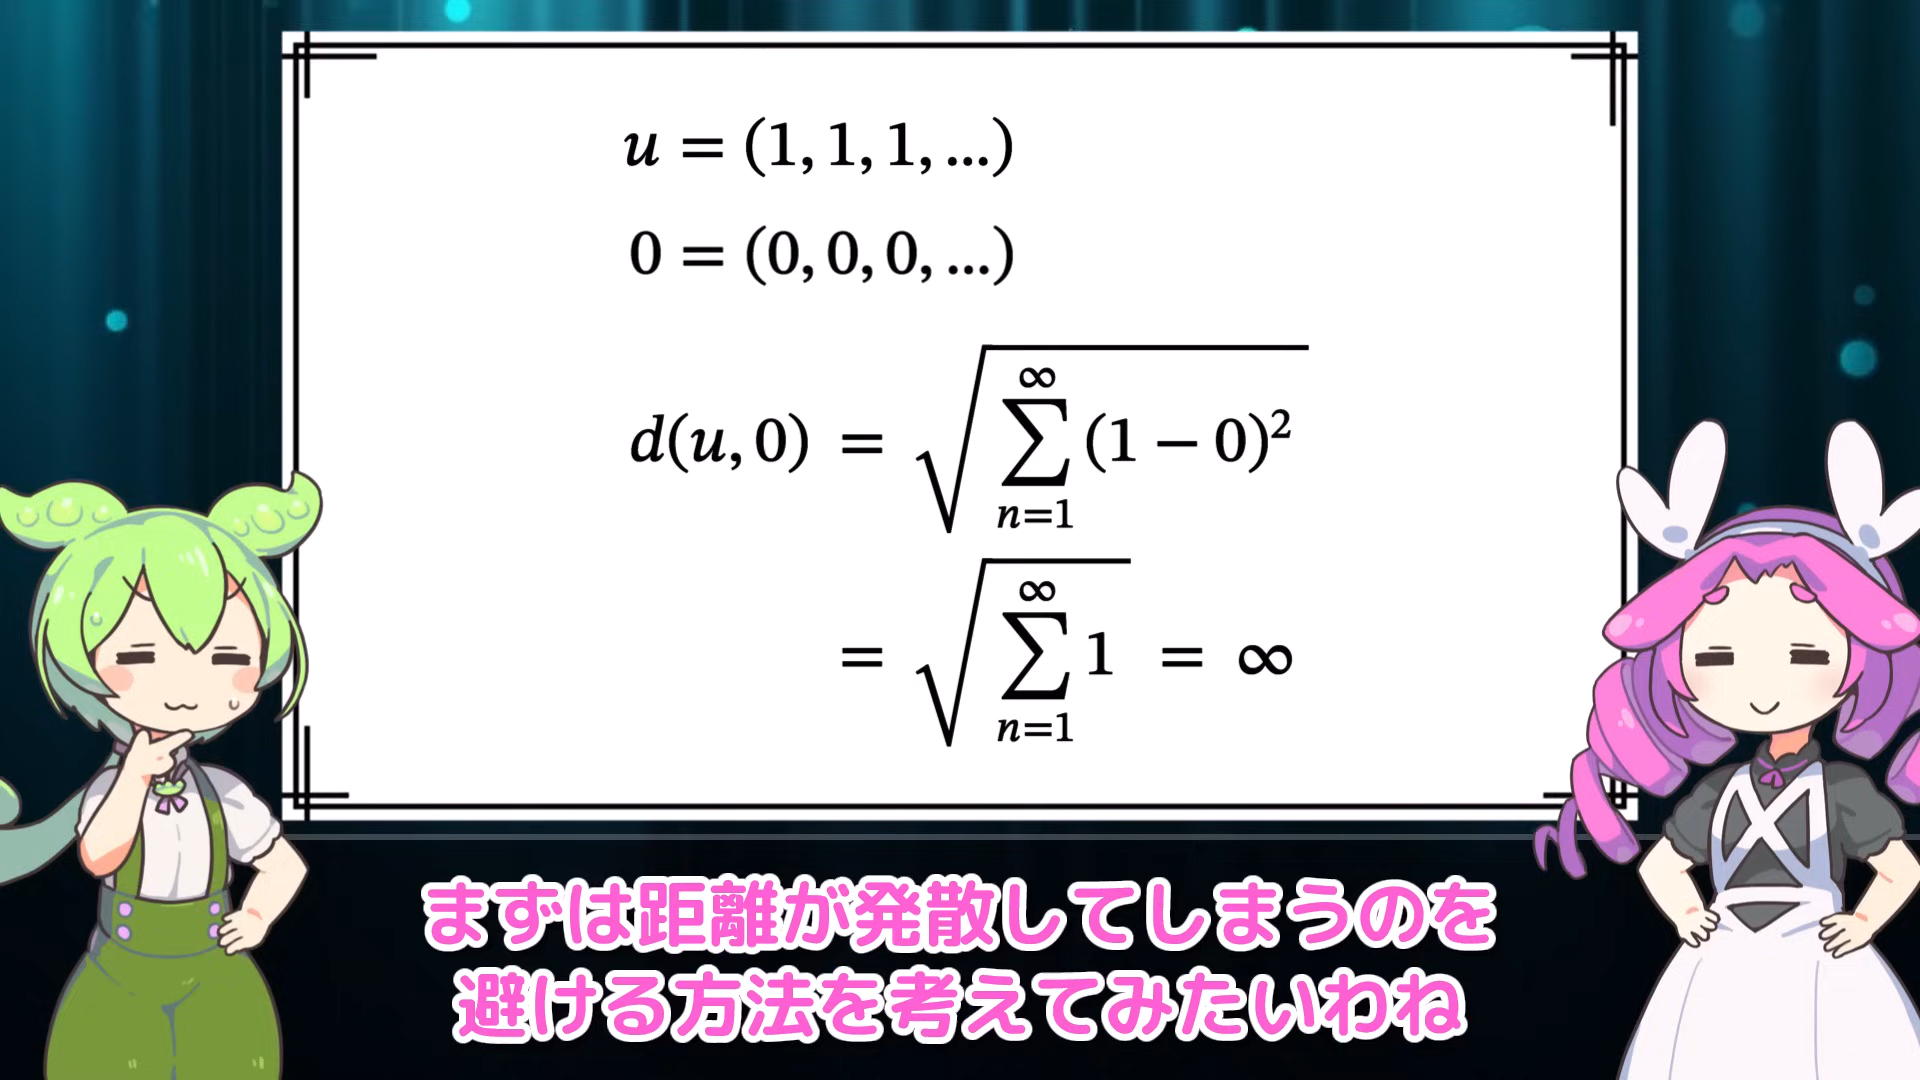 u = (1, 1, 1, ...)
0 = (0, 0, 0, ...)
d(u, 0) = √(∑_{n=1}^{∞} (1 − 0)²)
= √(∑_{n=1}^{∞} 1) = ∞
まずは距離が発散してしまうのを
避ける方法を考えてみたいわね